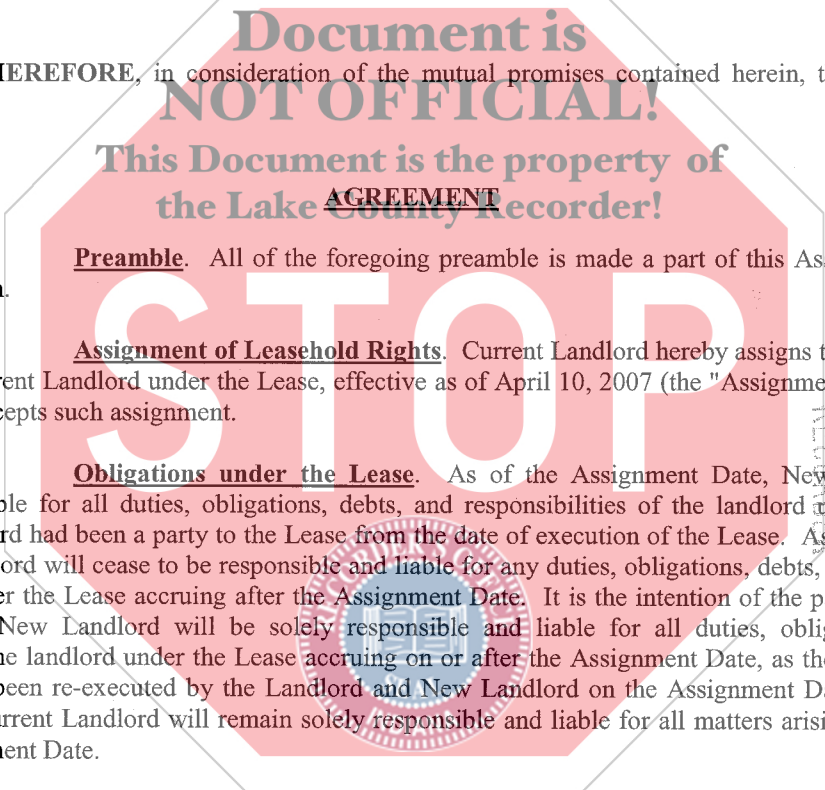 Document is
HEREFORE, in consideration of the mutual promises contained herein, t
NOT OFFICIAL!
This Document is the property of
the Lake County Recorder!
AGREEMENT
Preamble. All of the foregoing preamble is made a part of this As
Assignment of Leasehold Rights. Current Landlord hereby assigns t
rent Landlord under the Lease, effective as of April 10, 2007 (the "Assignme
cepts such assignment.
STOP
Obligations under the Lease. As of the Assignment Date, New
ble for all duties, obligations, debts, and responsibilities of the landlord
rd had been a party to the Lease from the date of execution of the Lease. As
ord will cease to be responsible and liable for any duties, obligations, debts,
er the Lease accruing after the Assignment Date. It is the intention of the p
New Landlord will be solely responsible and liable for all duties, oblig
ne landlord under the Lease accruing on or after the Assignment Date, as the
been re-executed by the Landlord and New Landlord on the Assignment Da
urrent Landlord will remain solely responsible and liable for all matters arisi
ent Date.